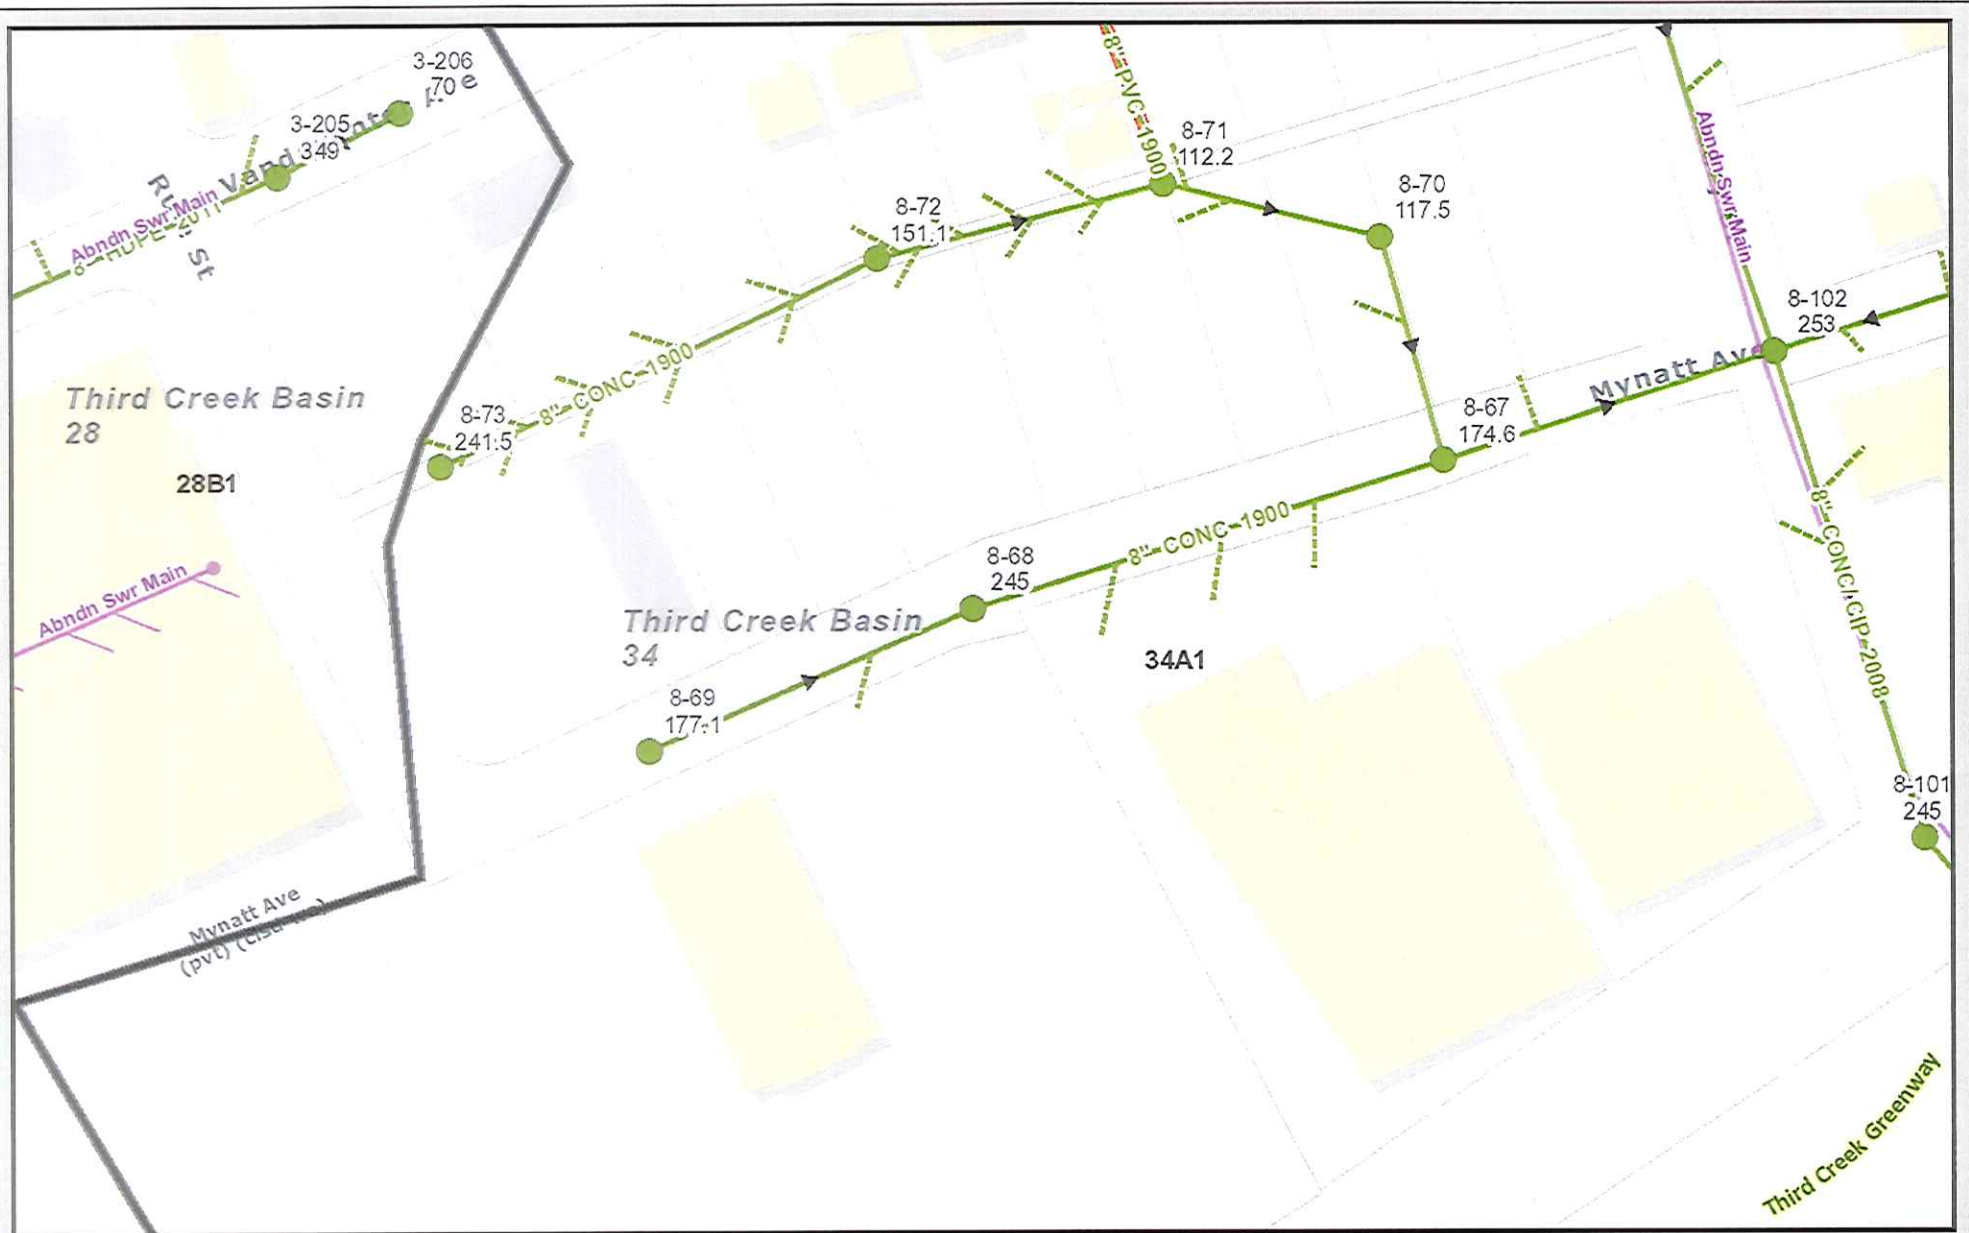 3-206
70
3-205
349
Abndn Swr Main
St
8" PVC-1900
8-71
112.2
8-70
117.5
8-72
151.1
Abndn Swr Main
8-102
253
Mynatt Av
8" CONC-1900
8-73
241.5
Third Creek Basin
28
28B1
8-67
174.6
8" CONC-1900
8-68
245
Abndn Swr Main
Third Creek Basin
34
34A1
8" CONC-CIP-2008
8-69
177.1
8-101
245
Mynatt Ave
(pvt)
Third Creek Greenway